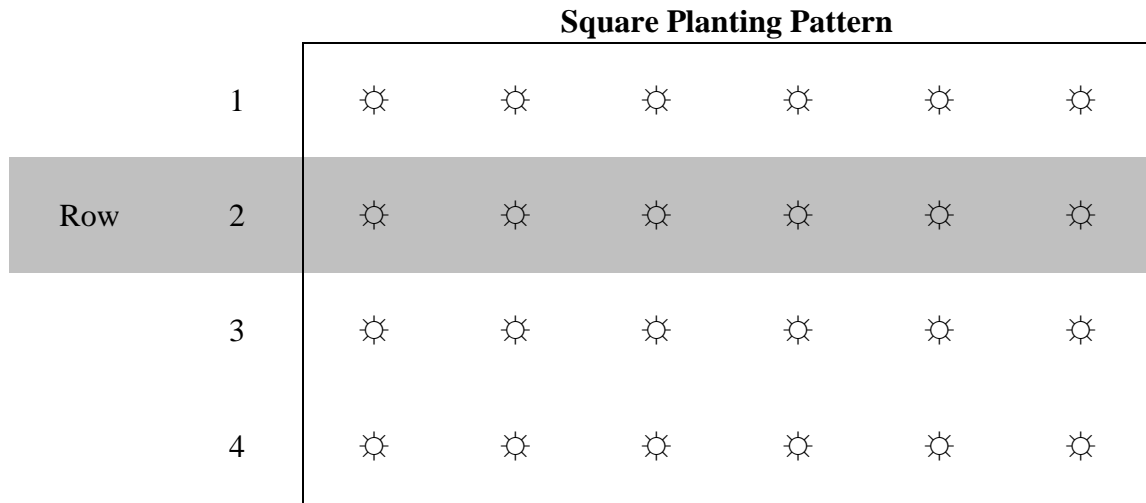 Square Planting Pattern
1 ☼ ☼ ☼ ☼ ☼ ☼
Row 2 ☼ ☼ ☼ ☼ ☼ ☼
3 ☼ ☼ ☼ ☼ ☼ ☼
4 ☼ ☼ ☼ ☼ ☼ ☼